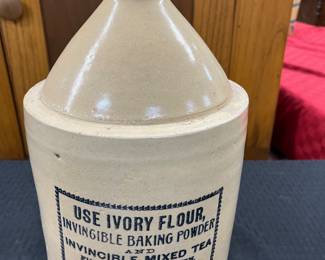 USE IVORY FLOUR,
INVINCIBLE BAKING POWDER
AND
INVINCIBLE MIXED TEA